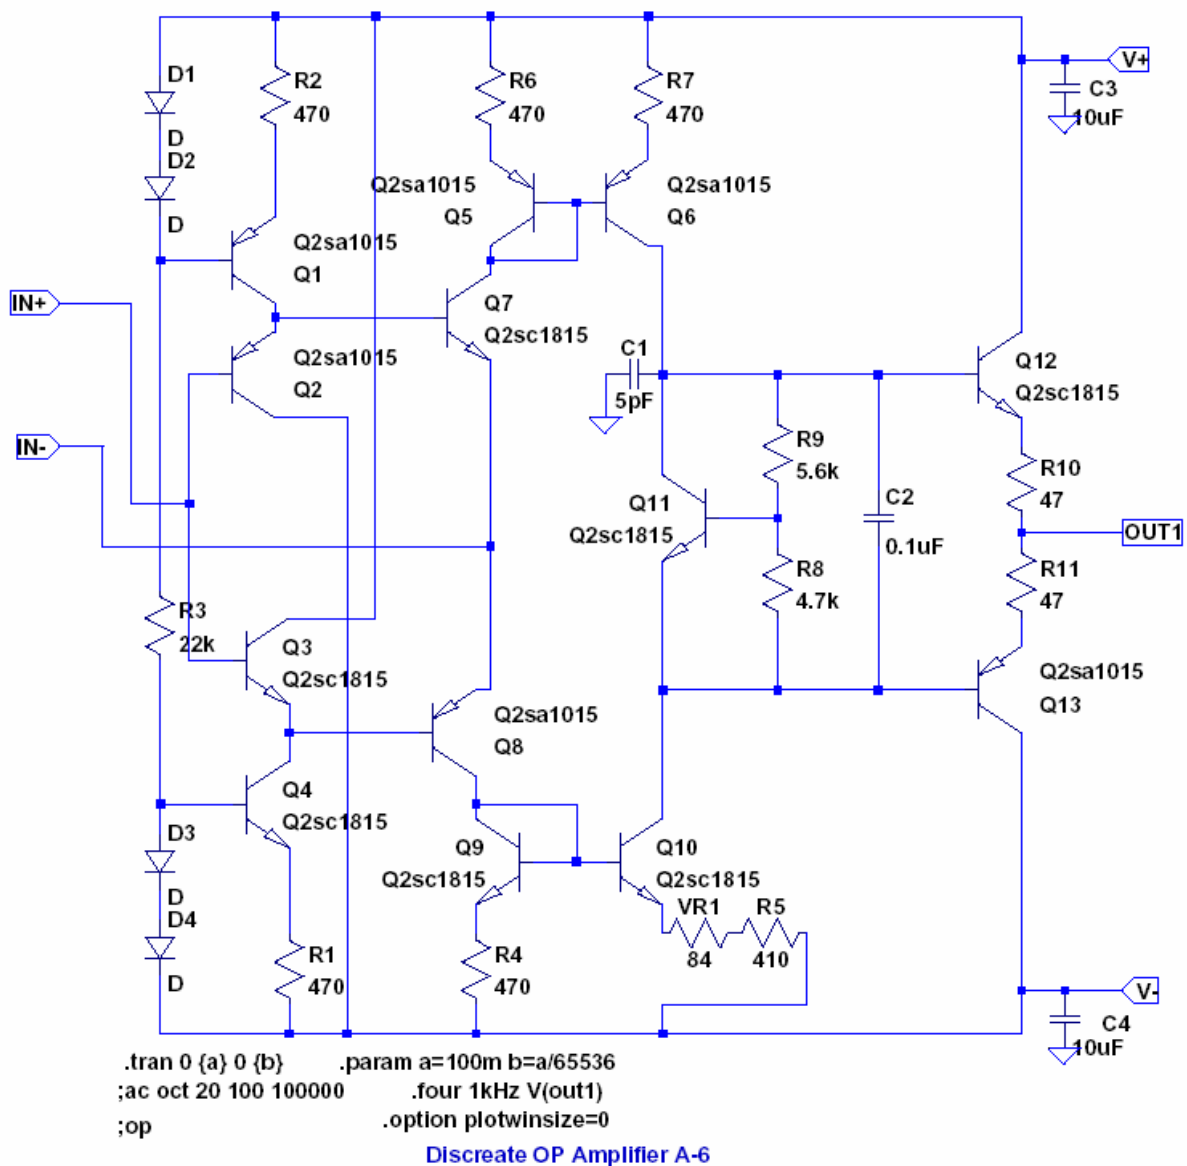 D1
D
D2
D
R2
470
R6
470
R7
470
V+
C3
10uF
Q2sa1015
Q5
Q2sa1015
Q6
Q2sa1015
Q1
IN+
Q7
Q2sc1815
Q2sa1015
Q2
C1
5pF
Q12
Q2sc1815
IN-
R9
5.6k
R10
47
Q11
Q2sc1815
C2
0.1uF
OUT1
R8
4.7k
R11
47
R3
22k
Q3
Q2sc1815
Q2sa1015
Q8
Q2sa1015
Q13
Q4
Q2sc1815
D3
D
D4
D
Q9
Q2sc1815
Q10
Q2sc1815
VR1
84
R5
410
R1
470
R4
470
V-
C4
10uF
.tran 0 {a} 0 {b}
.param a=100m b=a/65536
;ac oct 20 100 100000
.four 1kHz V(out1)
.option plotwinsize=0
;op
Discreate OP Amplifier A-6